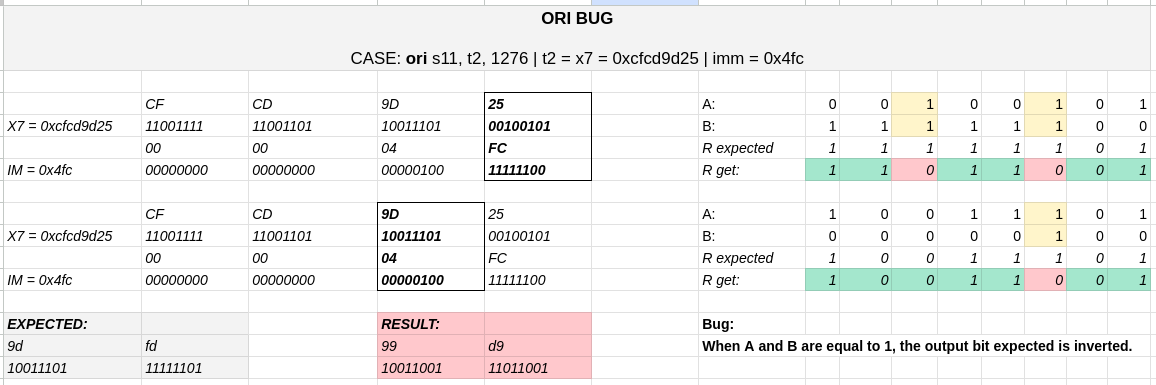 ORI BUG
CASE: ori s11, t2, 1276 | t2 = x7 = 0xcfcd9d25 | imm = 0x4fc
CF CD 9D 25 A: 0 0 1 0 0 1 0 1
X7 = 0xcfcd9d25 11001111 11001101 10011101 00100101 B: 1 1 1 1 1 1 0 0
00 00 04 FC R expected 1 1 1 1 1 1 0 1
IM = 0x4fc 00000000 00000000 00000100 11111100 R get: 1 1 0 1 1 0 0 1
CF CD 9D 25 A: 1 0 0 1 1 1 0 1
X7 = 0xcfcd9d25 11001111 11001101 10011101 00100101 B: 0 0 0 0 0 1 0 0
00 00 04 FC R expected 1 0 0 1 1 1 0 1
IM = 0x4fc 00000000 00000000 00000100 11111100 R get: 1 0 0 1 1 0 0 1
EXPECTED: RESULT: Bug:
9d fd 99 d9 When A and B are equal to 1, the output bit expected is inverted.
10011101 11111101 10011001 11011001